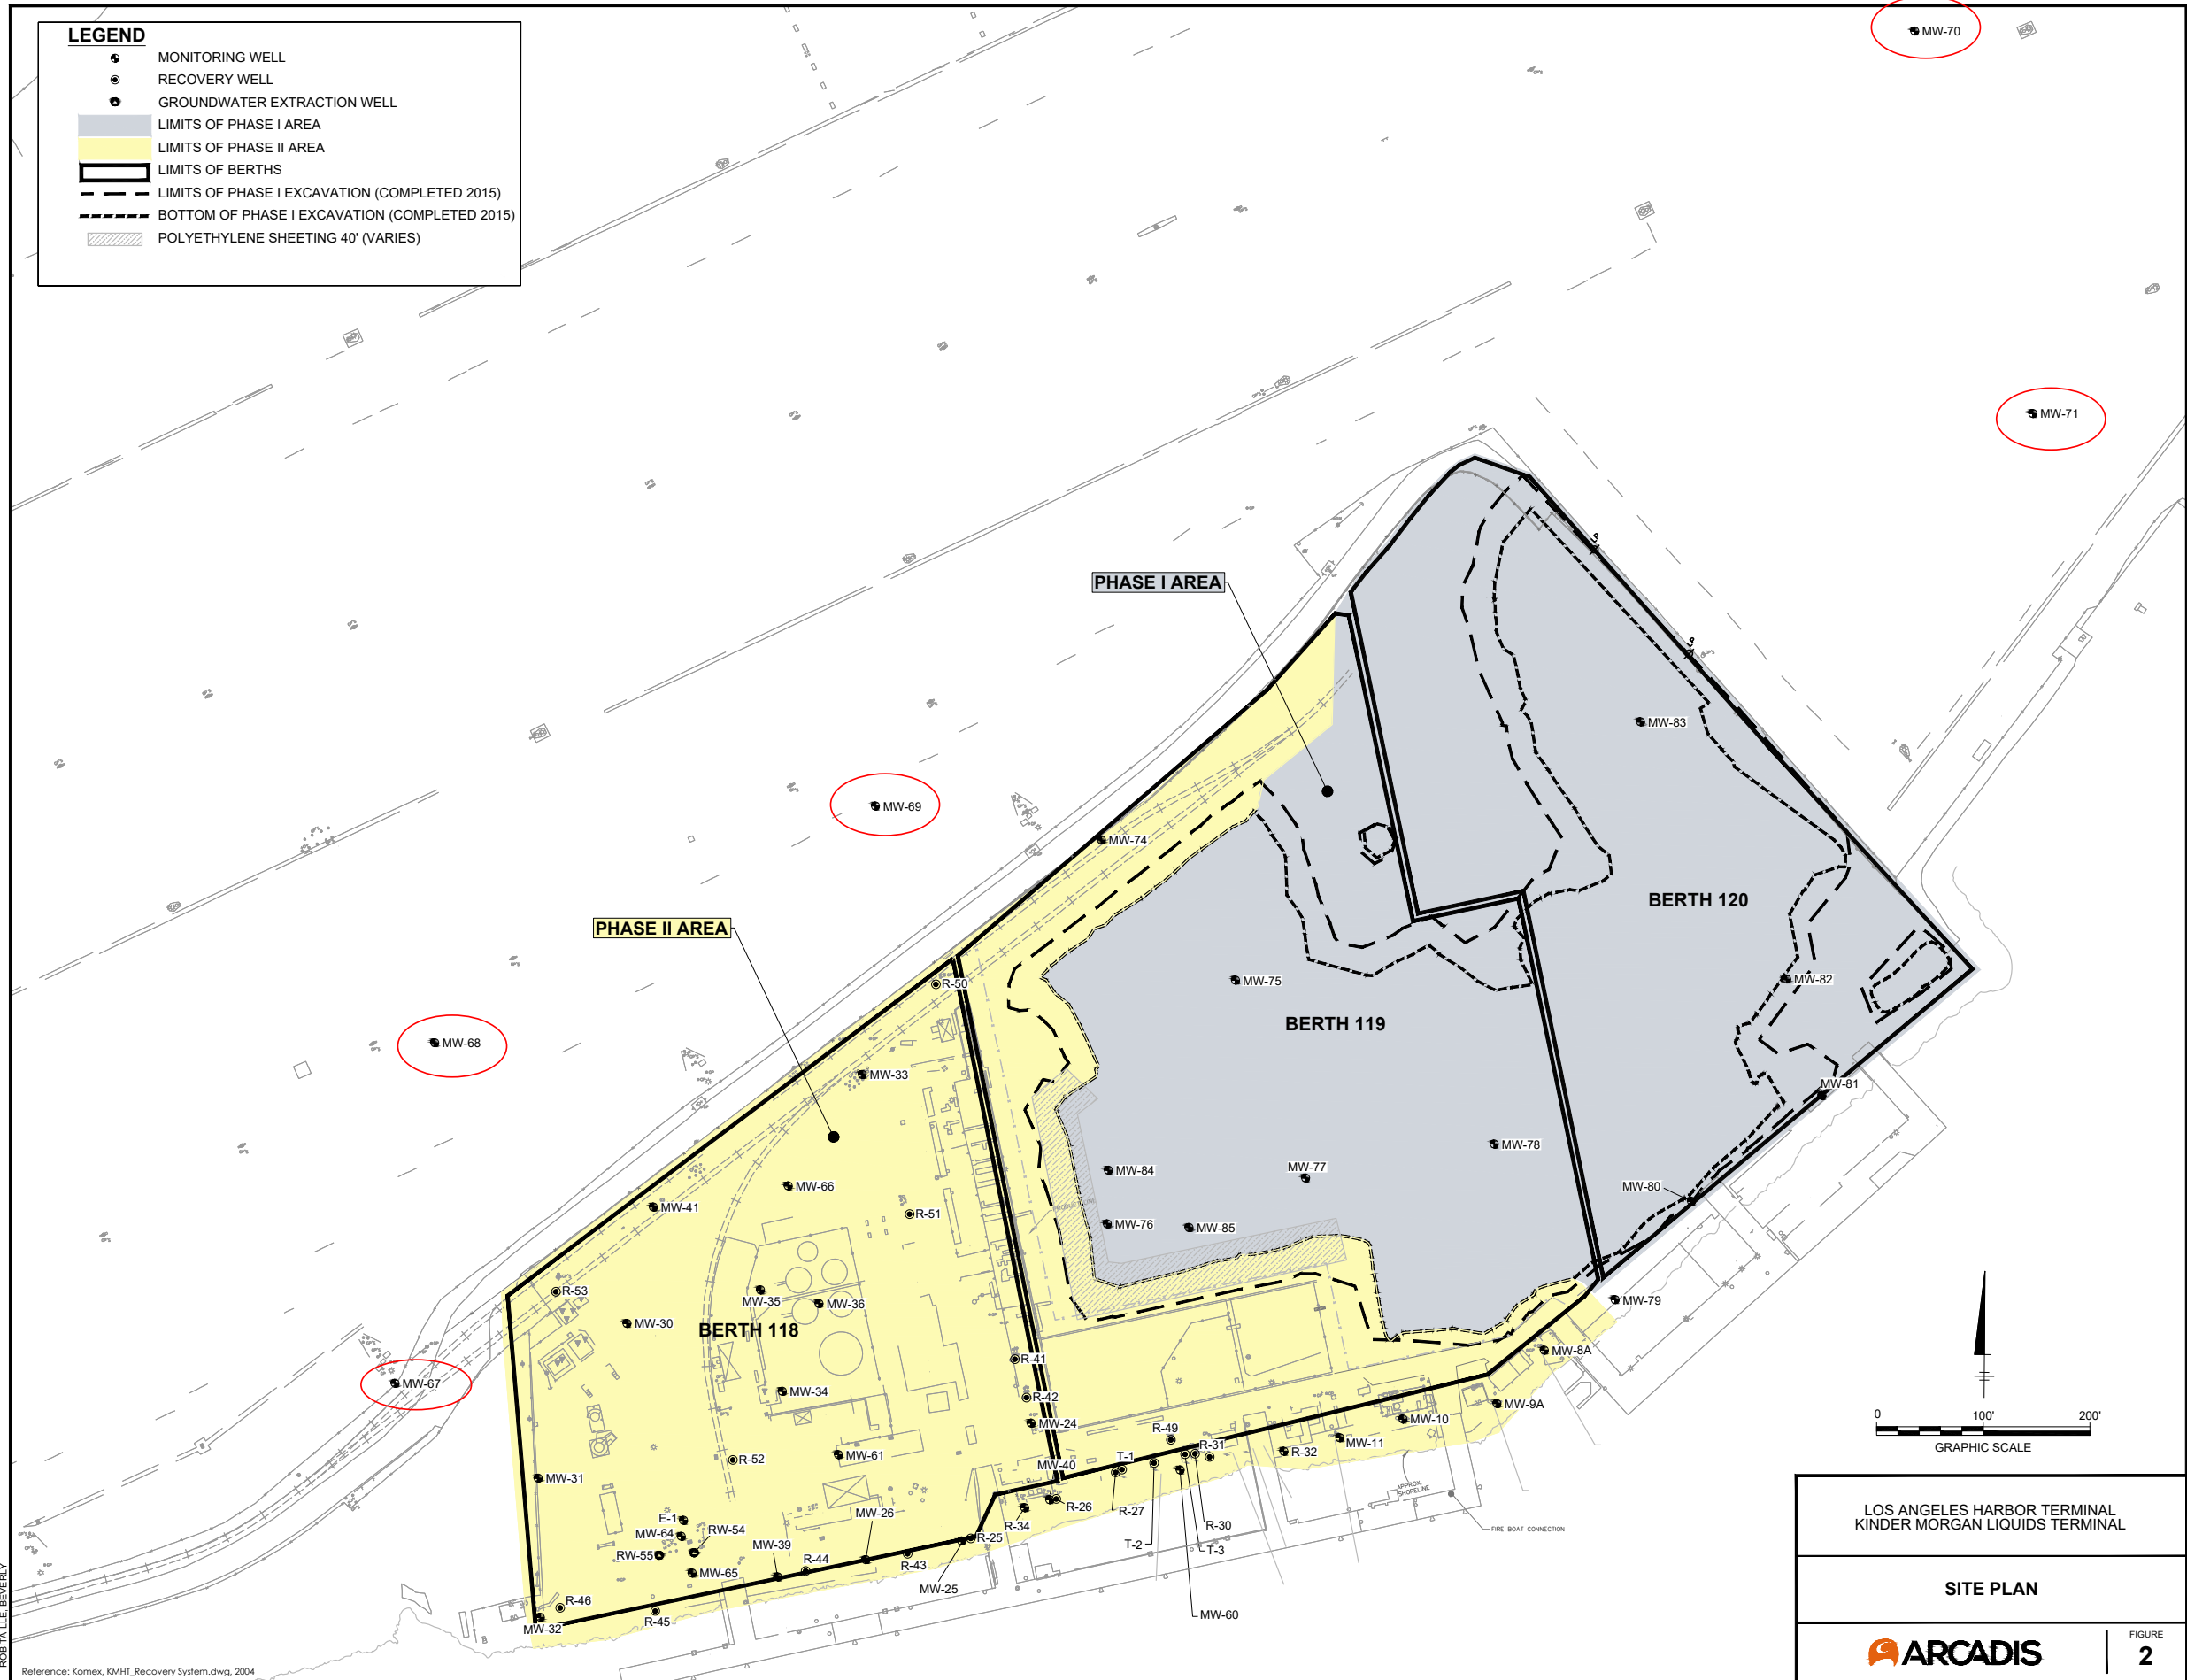 LEGEND
MONITORING WELL
RECOVERY WELL
GROUNDWATER EXTRACTION WELL
LIMITS OF PHASE I AREA
LIMITS OF PHASE II AREA
LIMITS OF BERTHS
LIMITS OF PHASE I EXCAVATION (COMPLETED 2015)
BOTTOM OF PHASE I EXCAVATION (COMPLETED 2015)
POLYETHYLENE SHEETING 40' (VARIES)
MW-70
MW-71
PHASE I AREA
MW-83
MW-69
MW-74
BERTH 120
PHASE II AREA
MW-75
MW-82
R-50
BERTH 119
MW-68
MW-33
MW-81
MW-78
MW-84
MW-77
MW-66
MW-80
MW-41
R-51
MW-76
MW-85
R-53
MW-35
MW-36
MW-79
MW-30
BERTH 118
MW-8A
R-41
MW-67
MW-34
R-42
MW-9A
MW-10
MW-24
R-49
R-31
MW-11
R-32
MW-61
T-1
R-52
MW-40
MW-31
R-26
R-27
R-34
R-30
T-2
T-3
MW-26
E-1
MW-64
RW-54
R-25
RW-55
MW-39
R-44
R-43
MW-65
MW-25
R-46
R-45
MW-60
MW-32
APPROX SHORELINE
FIRE BOAT CONNECTION
0 100' 200'
GRAPHIC SCALE
LOS ANGELES HARBOR TERMINAL
KINDER MORGAN LIQUIDS TERMINAL
SITE PLAN
ARCADIS
FIGURE
2
ROBITAILLE, BEVERLY
Reference: Komex, KMHT_Recovery System.dwg, 2004